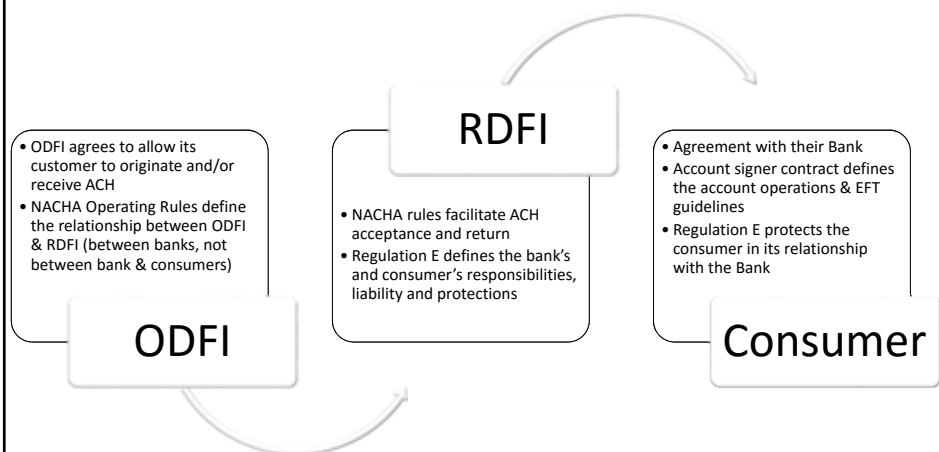 • ODFI agrees to allow its
customer to originate and/or
receive ACH
• NACHA Operating Rules define
the relationship between ODFI
& RDFI (between banks, not
between bank & consumers)
ODFI
RDFI
• NACHA rules facilitate ACH
acceptance and return
• Regulation E defines the bank’s
and consumer’s responsibilities,
liability and protections
• Agreement with their Bank
• Account signer contract defines
the account operations & EFT
guidelines
• Regulation E protects the
consumer in its relationship
with the Bank
Consumer